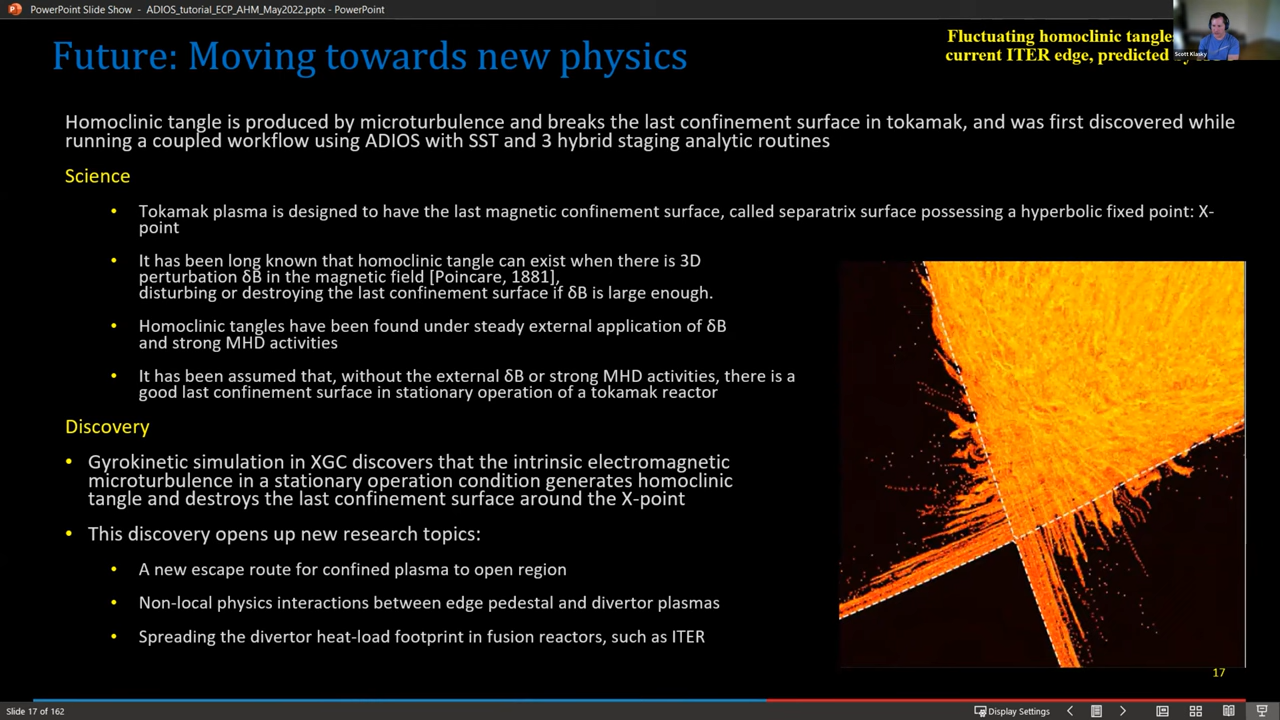 PowerPoint Slide Show - ADIOS_tutorial_ECP_AHM_May2022.pptx - PowerPoint
Future: Moving towards new physics
Fluctuating homoclinic tangles
current ITER edge, predicted
Scott Klasky
Homoclinic tangle is produced by microturbulence and breaks the last confinement surface in tokamak, and was first discovered while
running a coupled workflow using ADIOS with SST and 3 hybrid staging analytic routines
Science
• Tokamak plasma is designed to have the last magnetic confinement surface, called separatrix surface possessing a hyperbolic fixed point: X-
point
• It has been long known that homoclinic tangle can exist when there is 3D
perturbation δB in the magnetic field [Poincare, 1881],
disturbing or destroying the last confinement surface if δB is large enough.
• Homoclinic tangles have been found under steady external application of δB
and strong MHD activities
• It has been assumed that, without the external δB or strong MHD activities, there is a
good last confinement surface in stationary operation of a tokamak reactor
Discovery
• Gyrokinetic simulation in XGC discovers that the intrinsic electromagnetic
microturbulence in a stationary operation condition generates homoclinic
tangle and destroys the last confinement surface around the X-point
• This discovery opens up new research topics:
• A new escape route for confined plasma to open region
• Non-local physics interactions between edge pedestal and divertor plasmas
• Spreading the divertor heat-load footprint in fusion reactors, such as ITER
17
Slide 17 of 162
Display Settings